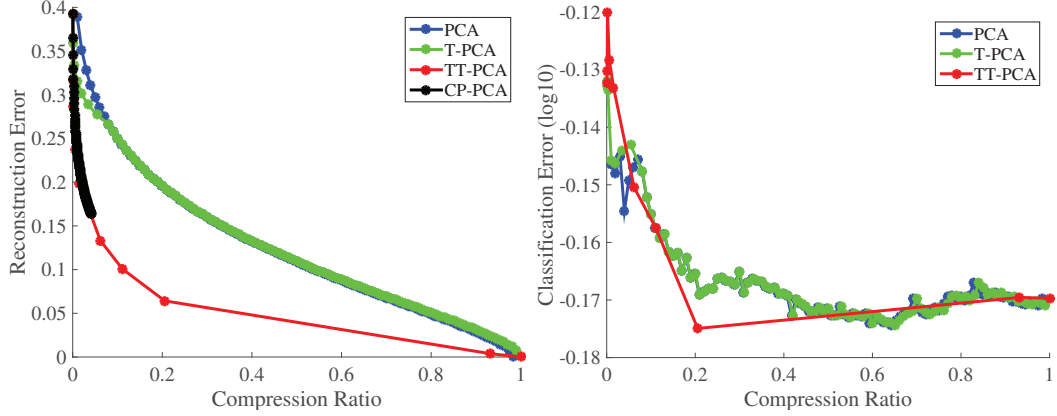 Reconstruction Error
0.4
0.35
0.3
0.25
0.2
0.15
0.1
0.05
0
PCA
T-PCA
TT-PCA
CP-PCA
0
0.2
0.4
0.6
0.8
1
Compression Ratio
Classification Error (log10)
-0.12
-0.13
-0.14
-0.15
-0.16
-0.17
-0.18
PCA
T-PCA
TT-PCA
0
0.2
0.4
0.6
0.8
1
Compression Ratio